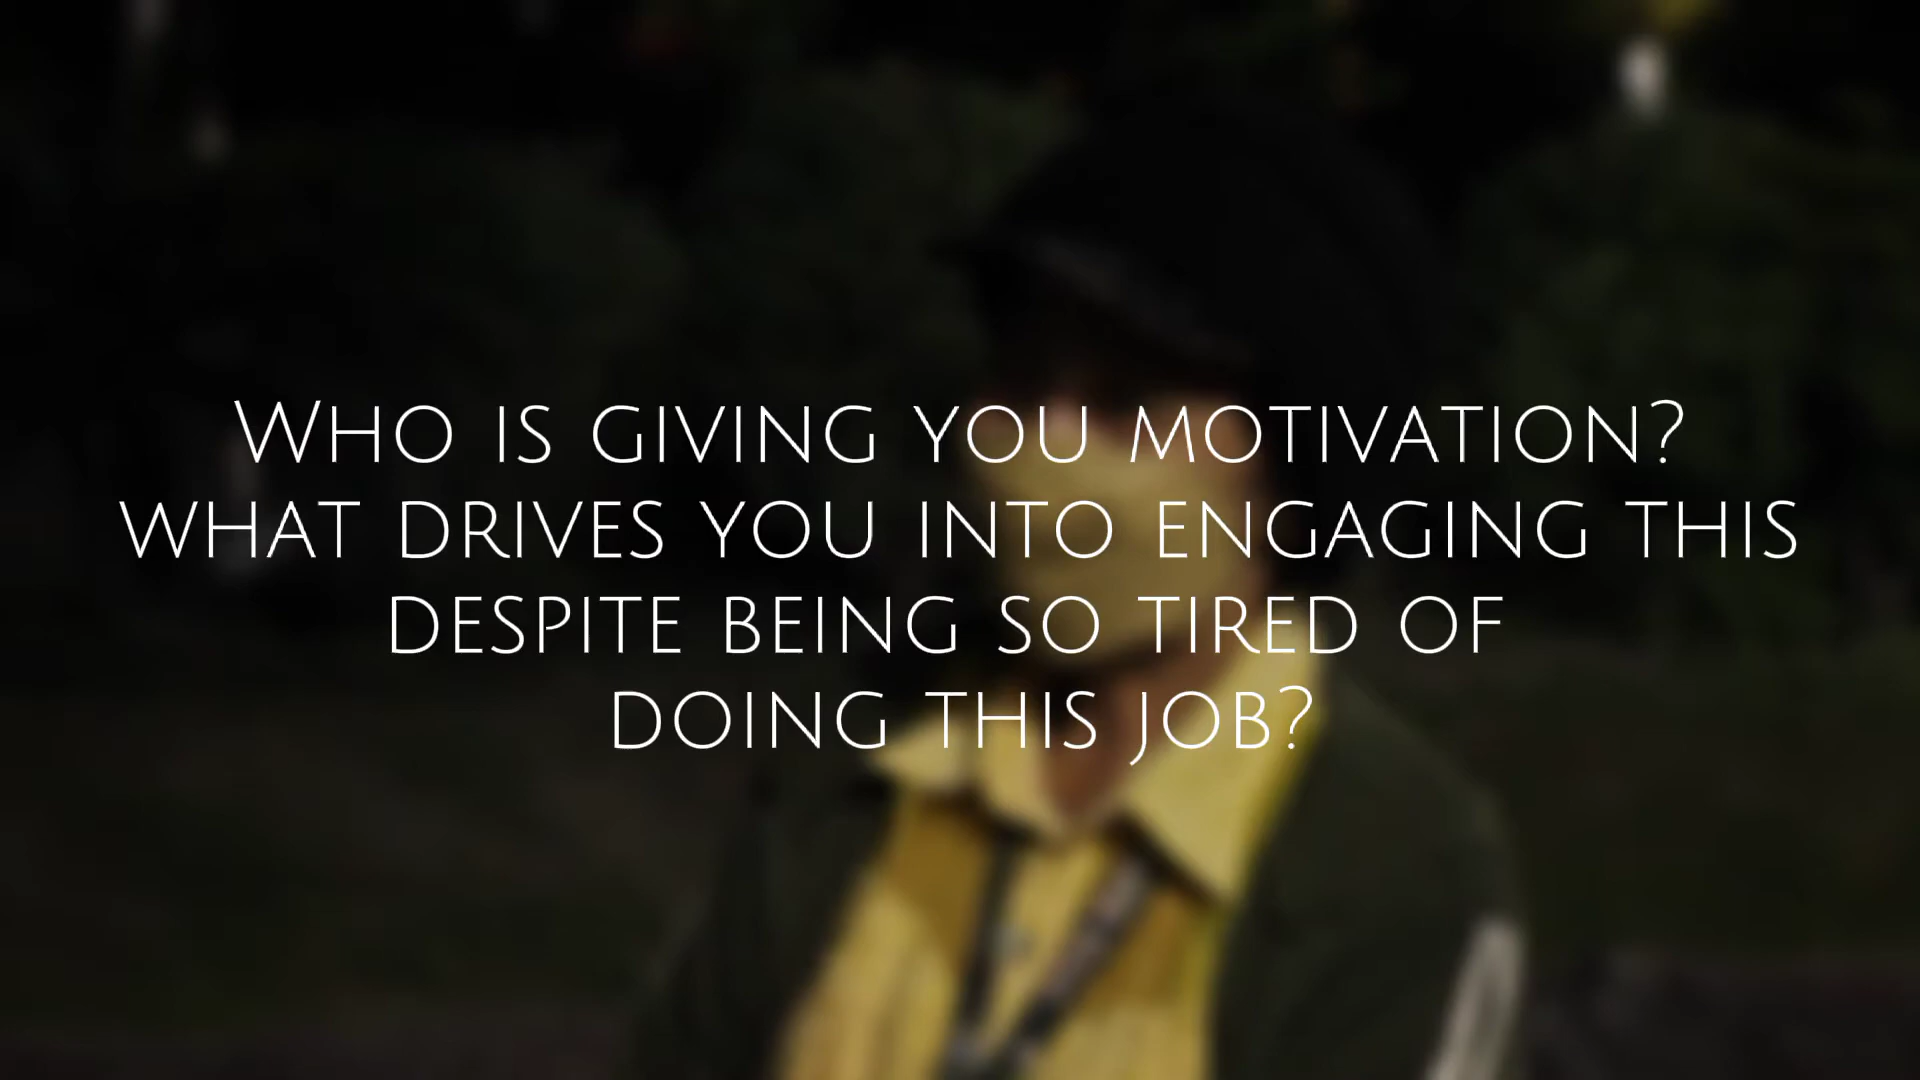 Who is giving you motivation?
what drives you into engaging this
despite being so tired of
doing this job?